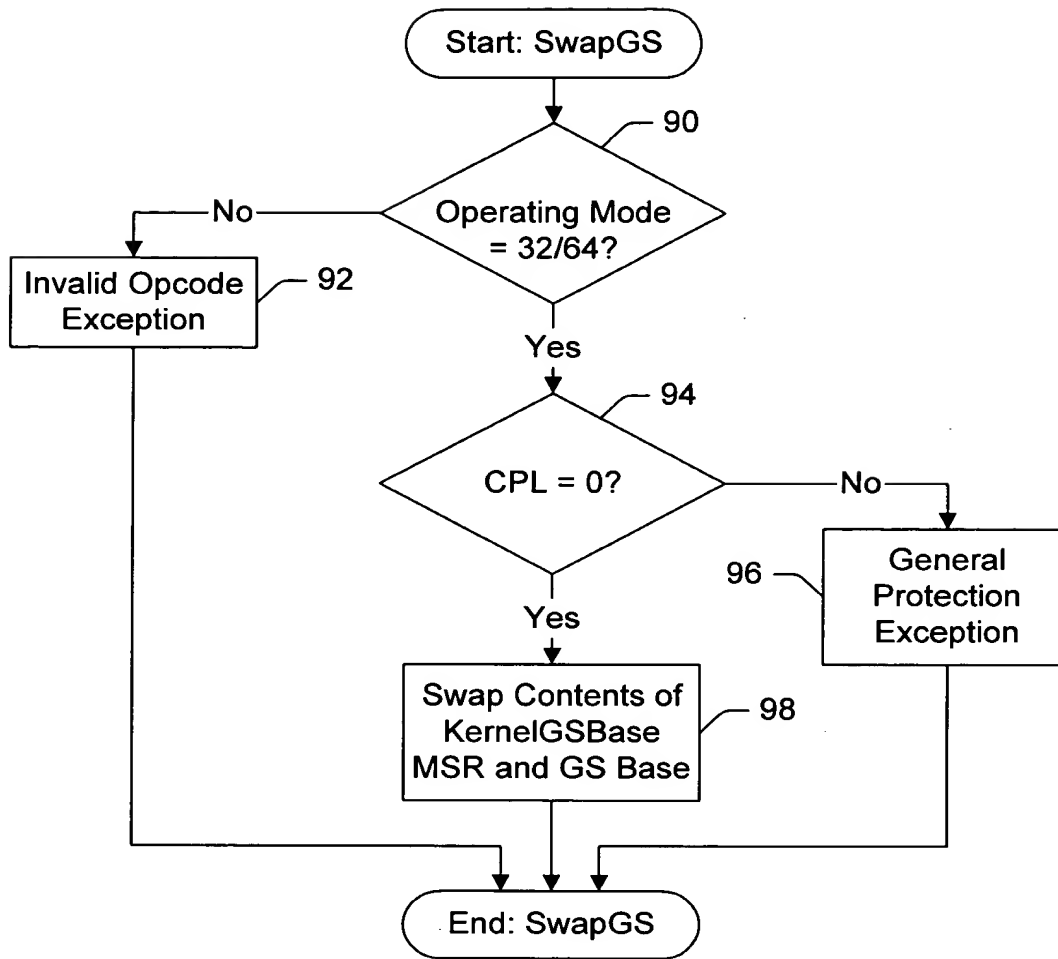 Start: SwapGS
90
Operating Mode
= 32/64?
No
Invalid Opcode
Exception
92
Yes
94
CPL = 0?
No
General
Protection
Exception
96
Yes
Swap Contents of
KernelGSBase
MSR and GS Base
98
End: SwapGS